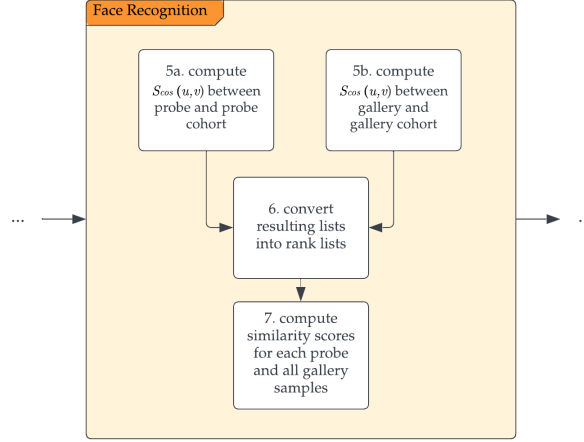 Face Recognition
5a. compute
Scos (u,v) between
probe and probe
cohort
5b. compute
Scos (u,v) between
gallery and
gallery cohort
...
6. convert
resulting lists
into rank lists
.
7. compute
similarity scores
for each probe
and all gallery
samples